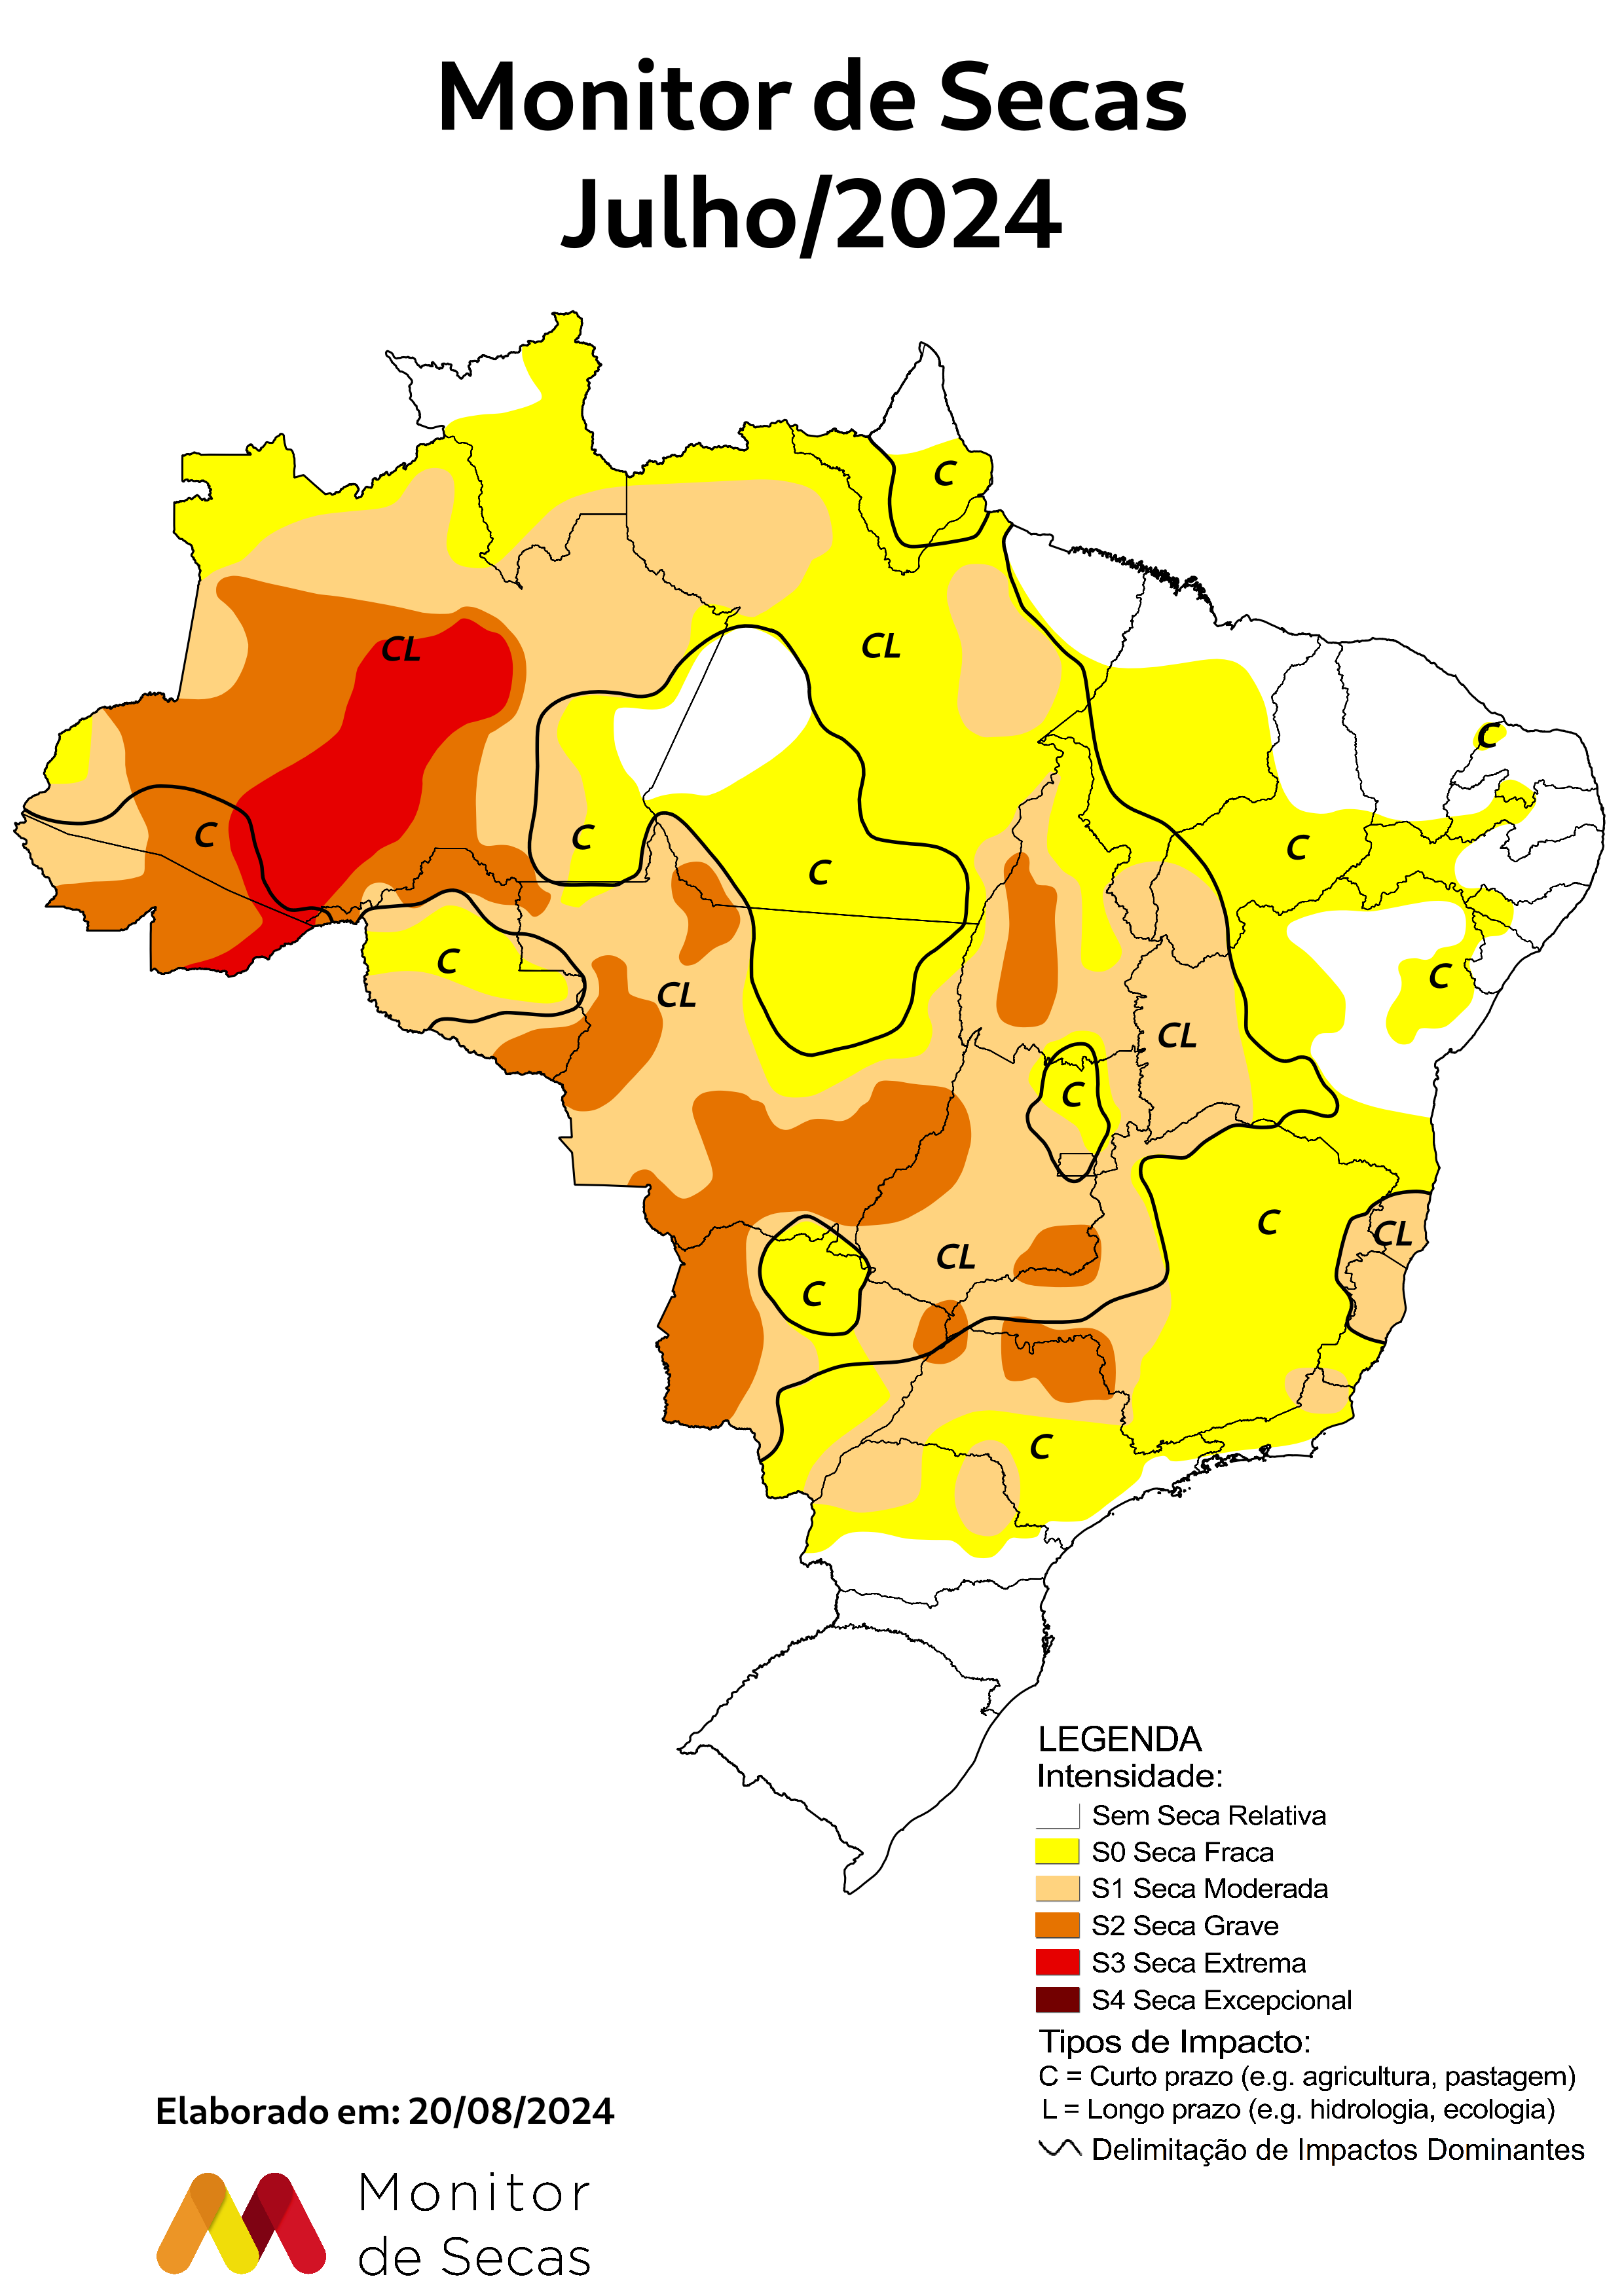 Monitor de Secas
Julho/2024
C
C
CL
CL
C
C
C
C
C
C
C
CL
CL
C
C
CL
CL
C
C
LEGENDA
Intensidade:
Sem Seca Relativa
S0 Seca Fraca
S1 Seca Moderada
S2 Seca Grave
S3 Seca Extrema
S4 Seca Excepcional
Tipos de Impacto:
C = Curto prazo (e.g. agricultura, pastagem)
L = Longo prazo (e.g. hidrologia, ecologia)
Delimitação de Impactos Dominantes
Elaborado em: 20/08/2024
Monitor
de Secas